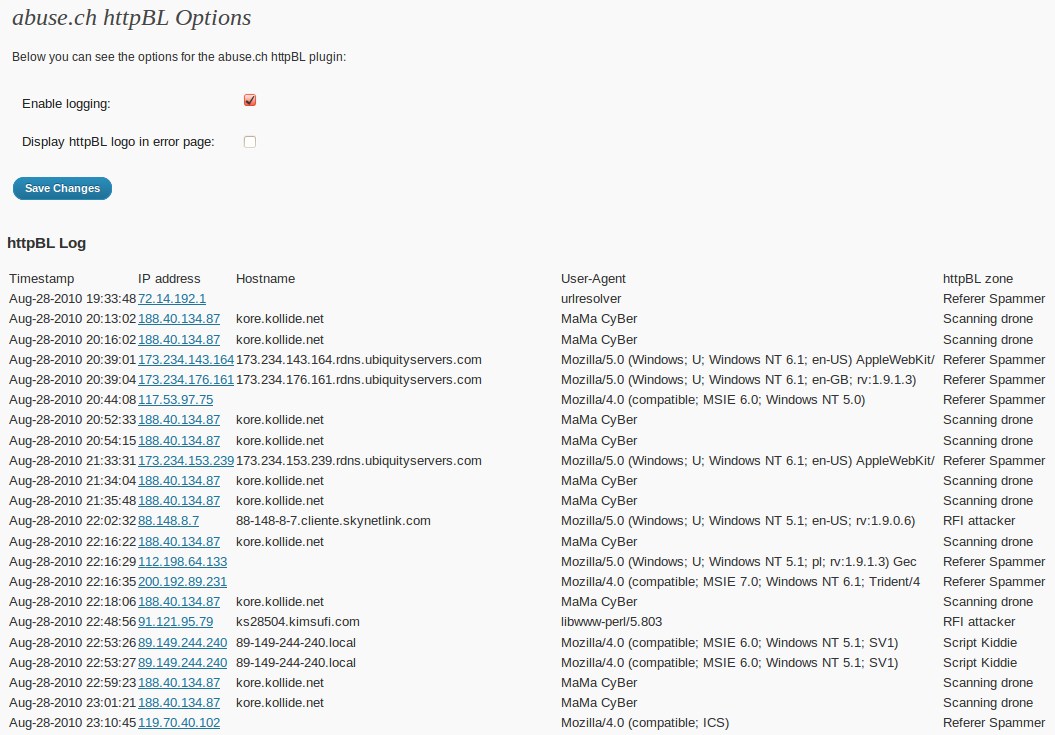 abuse.ch httpBL Options
Below you can see the options for the abuse.ch httpBL plugin:
Enable logging:
Display httpBL logo in error page:
Save Changes
httpBL Log
Timestamp IP address Hostname User-Agent httpBL zone
Aug-28-2010 19:33:48 72.14.192.1 urlresolver Referer Spammer
Aug-28-2010 20:13:02 188.40.134.87 kore.kollide.net MaMa CyBer Scanning drone
Aug-28-2010 20:16:02 188.40.134.87 kore.kollide.net MaMa CyBer Scanning drone
Aug-28-2010 20:39:01 173.234.143.164 173.234.143.164.rdns.ubiquityservers.com Mozilla/5.0 (Windows; U; Windows NT 6.1; en-US) AppleWebKit/ Referer Spammer
Aug-28-2010 20:39:04 173.234.176.161 173.234.176.161.rdns.ubiquityservers.com Mozilla/5.0 (Windows; U; Windows NT 6.1; en-GB; rv:1.9.1.3) Referer Spammer
Aug-28-2010 20:44:08 117.53.97.75 Mozilla/4.0 (compatible; MSIE 6.0; Windows NT 5.0) Referer Spammer
Aug-28-2010 20:52:33 188.40.134.87 kore.kollide.net MaMa CyBer Scanning drone
Aug-28-2010 20:54:15 188.40.134.87 kore.kollide.net MaMa CyBer Scanning drone
Aug-28-2010 21:33:31 173.234.153.239 173.234.153.239.rdns.ubiquityservers.com Mozilla/5.0 (Windows; U; Windows NT 6.1; en-US) AppleWebKit/ Referer Spammer
Aug-28-2010 21:34:04 188.40.134.87 kore.kollide.net MaMa CyBer Scanning drone
Aug-28-2010 21:35:48 188.40.134.87 kore.kollide.net MaMa CyBer Scanning drone
Aug-28-2010 22:02:32 88.148.8.7 88-148-8-7.cliente.skynetlink.com Mozilla/5.0 (Windows; U; Windows NT 5.1; en-US; rv:1.9.0.6) RFI attacker
Aug-28-2010 22:16:22 188.40.134.87 kore.kollide.net MaMa CyBer Scanning drone
Aug-28-2010 22:16:29 112.198.64.133 Mozilla/5.0 (Windows; U; Windows NT 5.1; pl; rv:1.9.1.3) Gec Referer Spammer
Aug-28-2010 22:16:35 200.192.89.231 Mozilla/4.0 (compatible; MSIE 7.0; Windows NT 6.1; Trident/4 Referer Spammer
Aug-28-2010 22:18:06 188.40.134.87 kore.kollide.net MaMa CyBer Scanning drone
Aug-28-2010 22:48:56 91.121.95.79 ks28504.kimsufi.com libwww-perl/5.803 RFI attacker
Aug-28-2010 22:53:26 89.149.244.240 89-149-244-240.local Mozilla/4.0 (compatible; MSIE 6.0; Windows NT 5.1; SV1) Script Kiddie
Aug-28-2010 22:53:27 89.149.244.240 89-149-244-240.local Mozilla/4.0 (compatible; MSIE 6.0; Windows NT 5.1; SV1) Script Kiddie
Aug-28-2010 22:59:23 188.40.134.87 kore.kollide.net MaMa CyBer Scanning drone
Aug-28-2010 23:01:21 188.40.134.87 kore.kollide.net MaMa CyBer Scanning drone
Aug-28-2010 23:10:45 119.70.40.102 Mozilla/4.0 (compatible; ICS) Referer Spammer